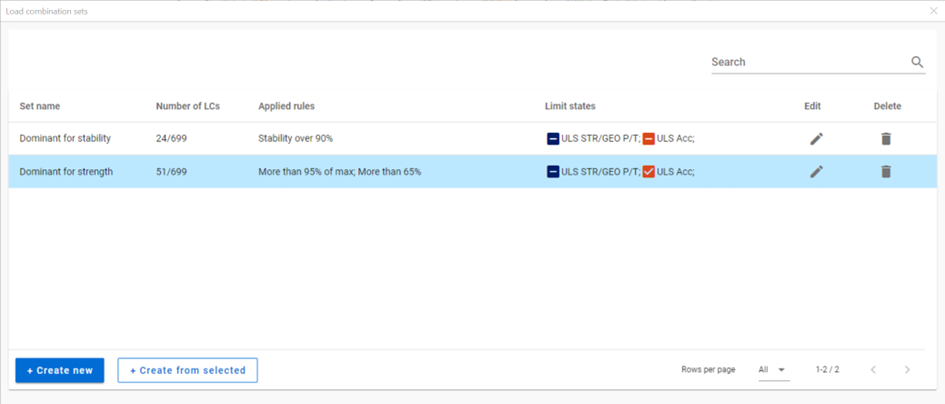 Load combination sets
Search
Set name Number of LCs Applied rules Limit states Edit Delete
Dominant for stability 24/699 Stability over 90% ULS STR/GEO P/T; ULS Acc;
Dominant for strength 51/699 More than 95% of max; More than 65% ULS STR/GEO P/T; ULS Acc;
+ Create new + Create from selected Rows per page All 1-2 / 2